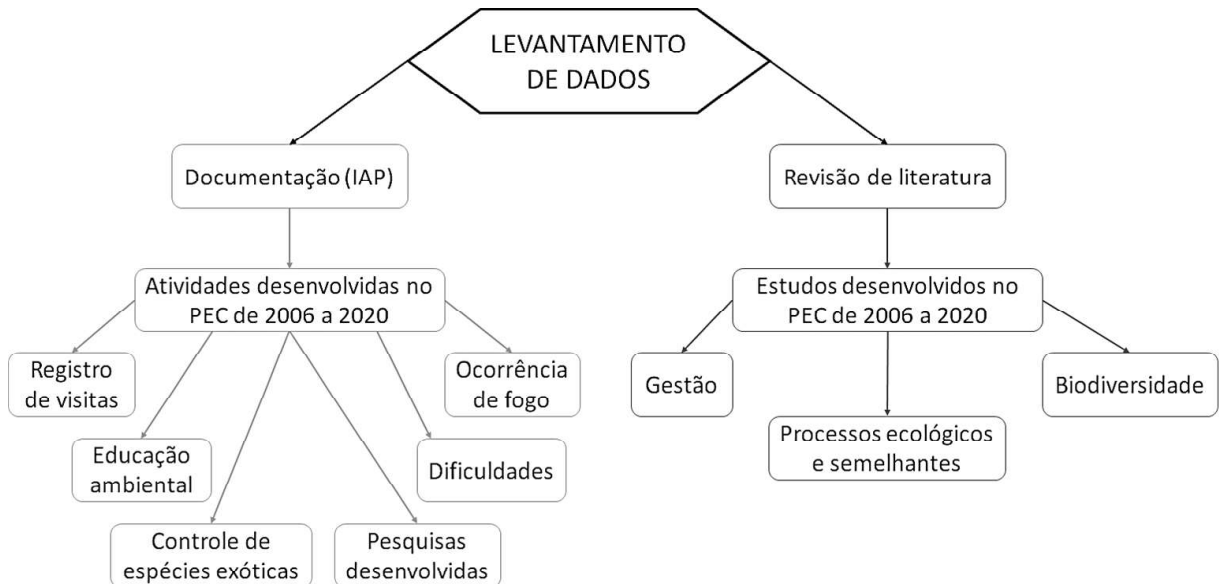 LEVANTAMENTO
DE DADOS
Documentação (IAP)
Revisão de literatura
Atividades desenvolvidas no
PEC de 2006 a 2020
Estudos desenvolvidos no
PEC de 2006 a 2020
Registro
de visitas
Ocorrência
de fogo
Gestão
Biodiversidade
Educação
ambiental
Dificuldades
Processos ecológicos
e semelhantes
Controle de
espécies exóticas
Pesquisas
desenvolvidas